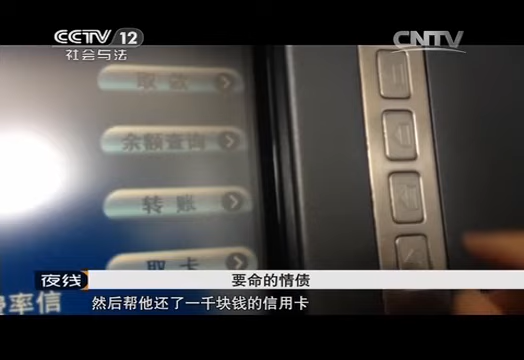 CCTV 12
社会与法
CNTV
取款
余额查询
转账
取卡
率信
夜线
要命的情债
然后帮他还了一千块钱的信用卡